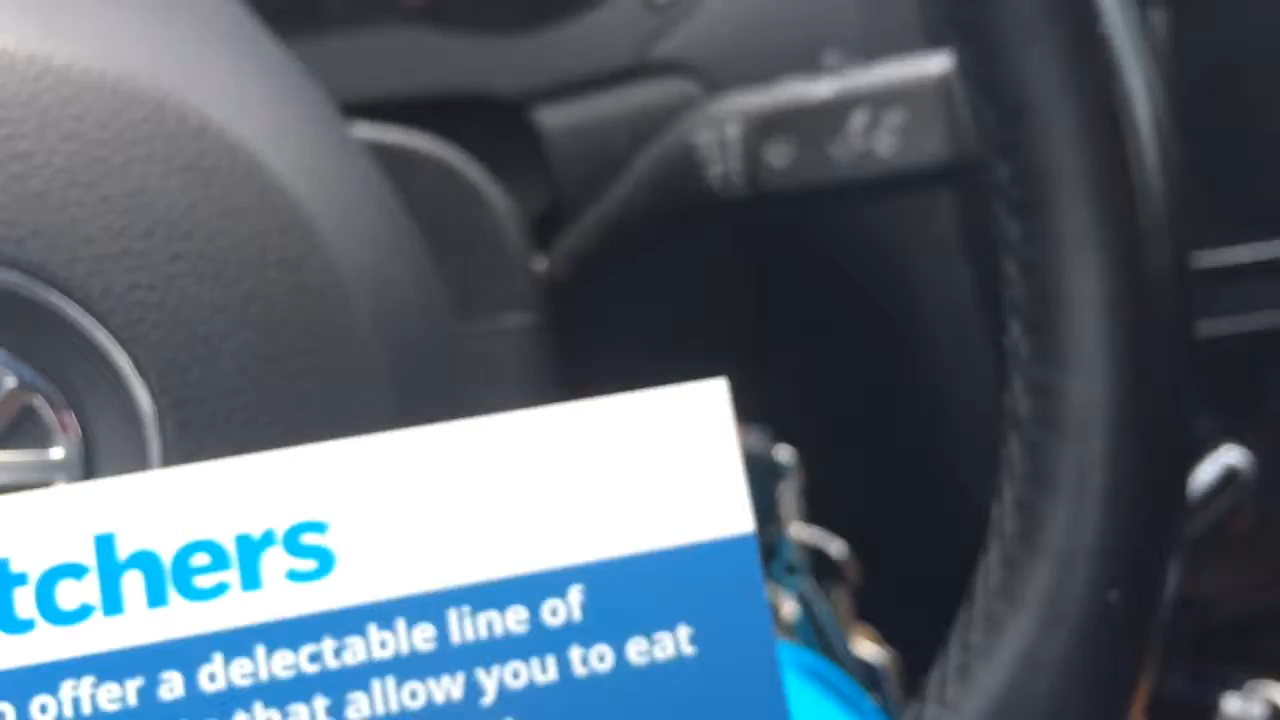 tchers
offer a delectable line of
that allow you to eat